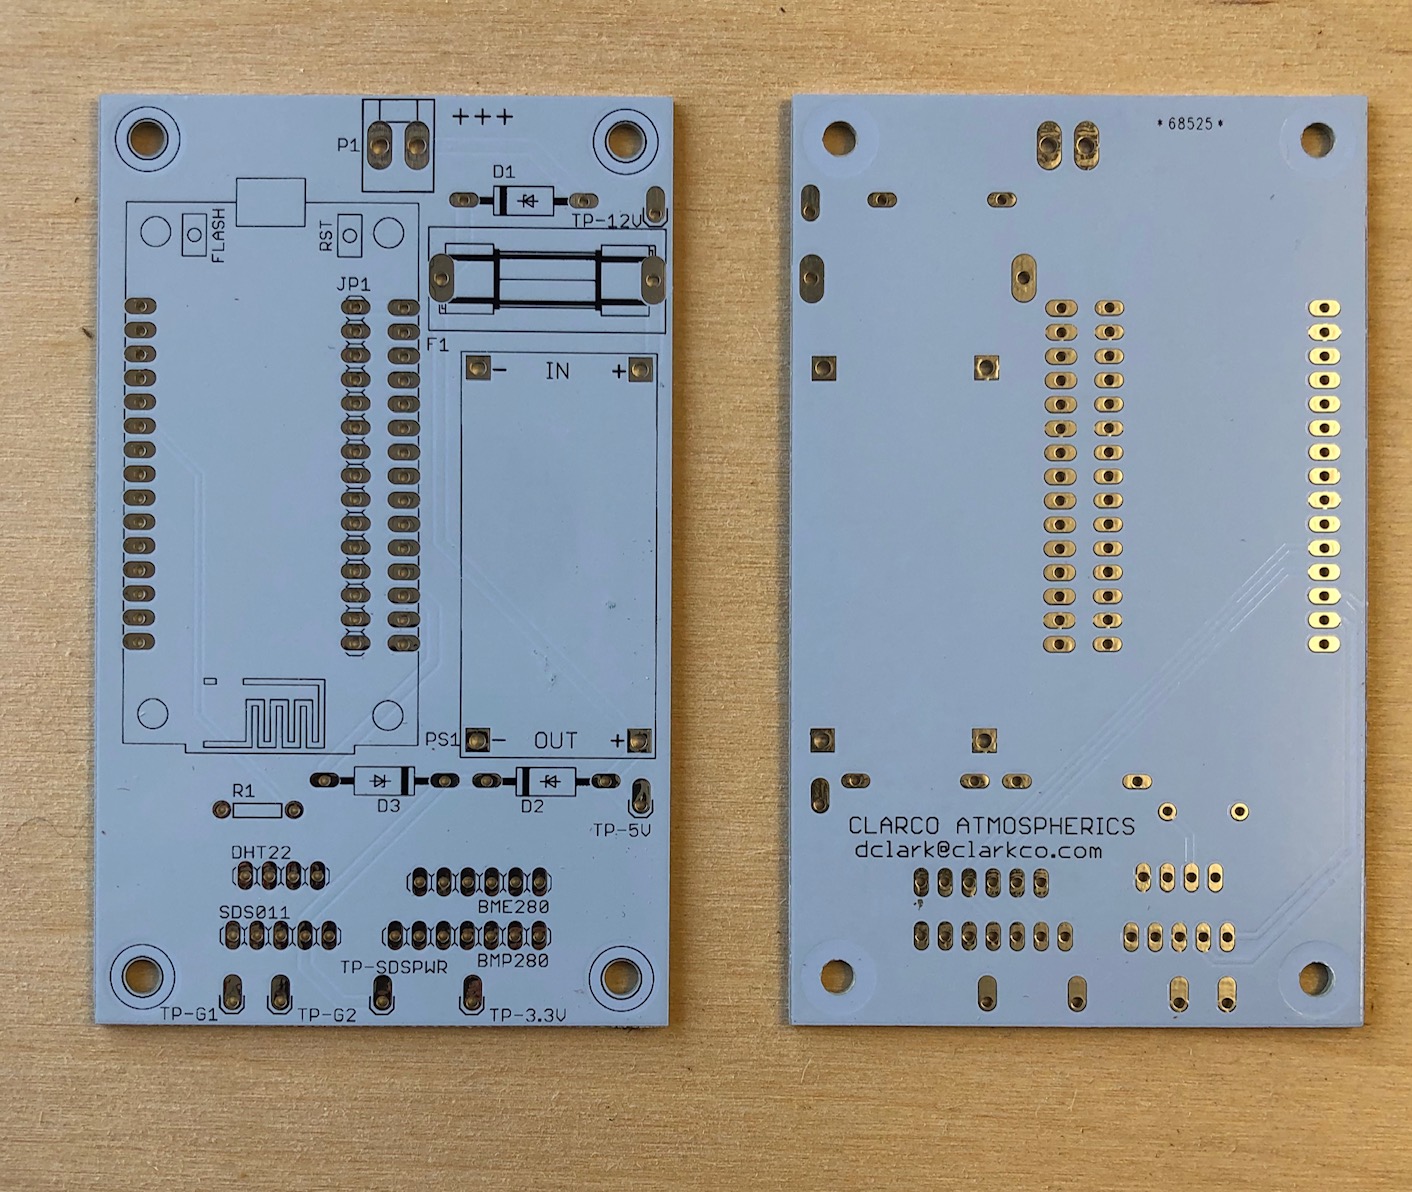 +++
P1
D1
TP-12V
FLASH
RST
JP1
F1
- IN +
PS1 - OUT +
D3
D2
R1
TP-5V
DHT22
BME280
SDS011
BMP280
TP-SDSPWR
TP-G1
TP-G2
TP-3.3V
*68525*
CLARCO ATMOSPHERICS
dclark@clarkco.com